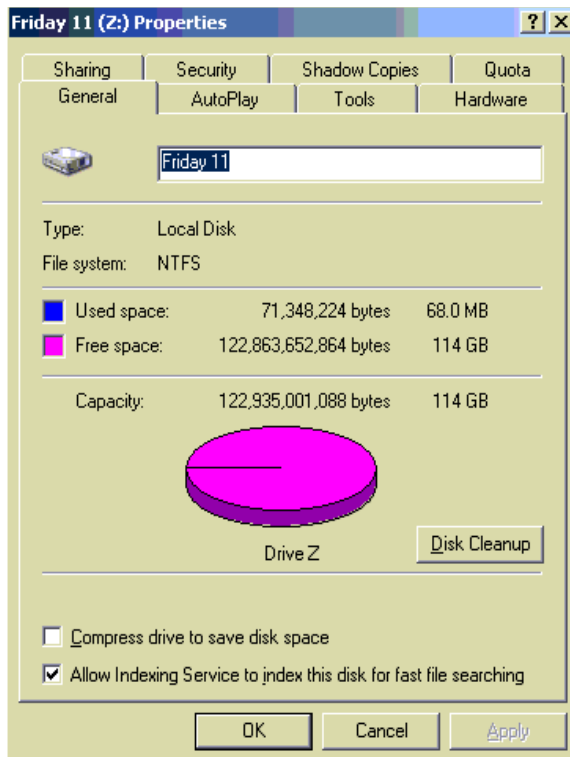 Friday 11 (Z:) Properties
Sharing Security Shadow Copies Quota
General AutoPlay Tools Hardware
Friday 11
Type: Local Disk
File system: NTFS
Used space: 71,348,224 bytes 68.0 MB
Free space: 122,863,652,864 bytes 114 GB
Capacity: 122,935,001,088 bytes 114 GB
Drive Z
Disk Cleanup
Compress drive to save disk space
Allow Indexing Service to index this disk for fast file searching
OK Cancel Apply